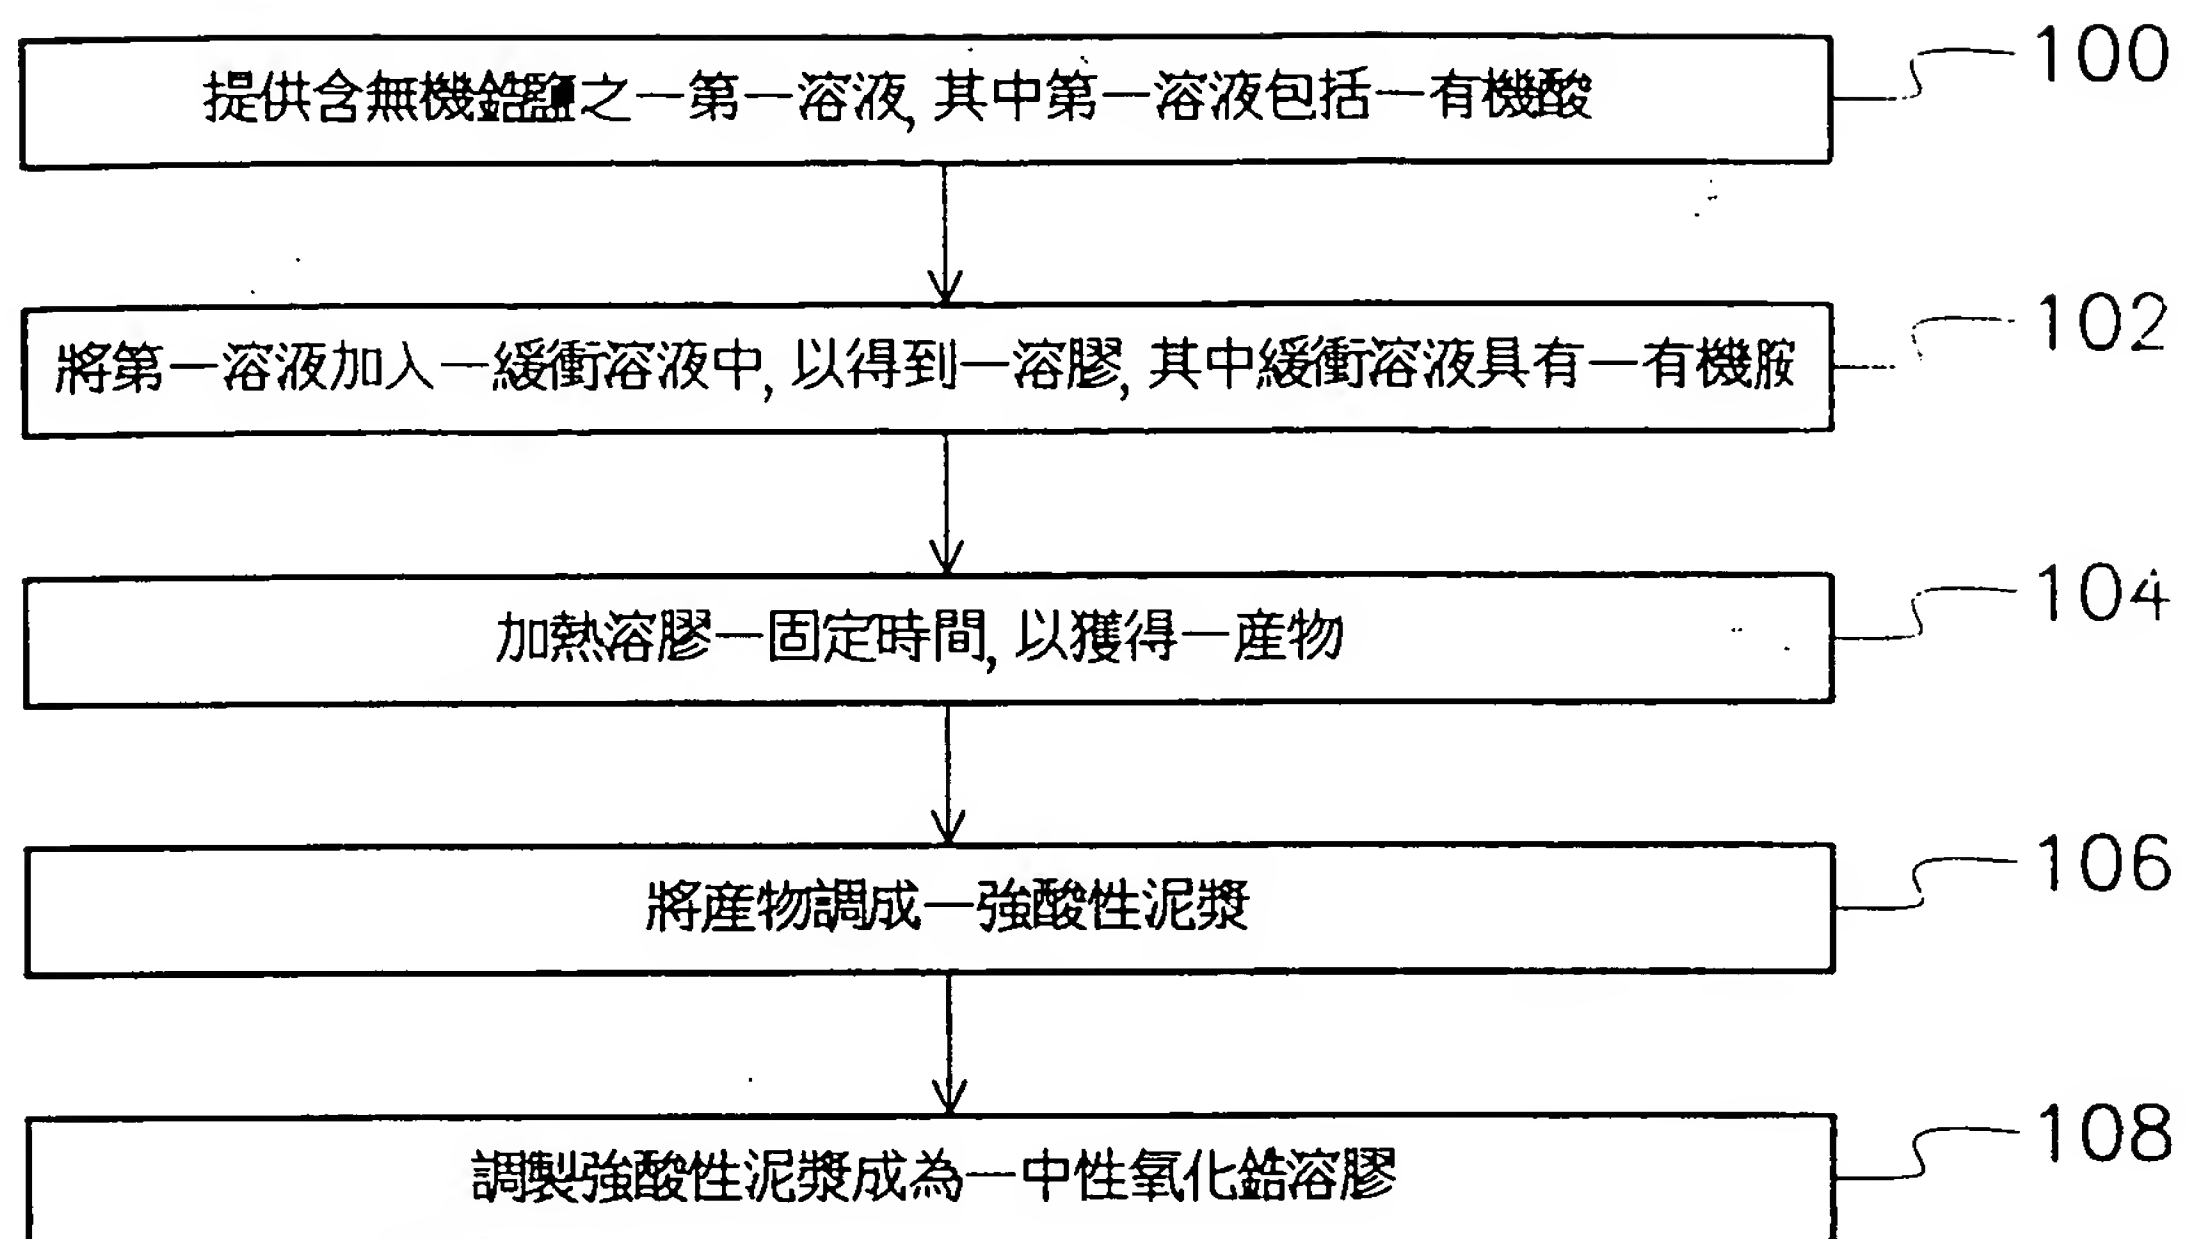 提供含無機鋯鹽之一第一溶液, 其中第一溶液包括一有機酸
100
將第一溶液加入一緩衝溶液中, 以得到一溶膠, 其中緩衝溶液具有一有機胺
102
加熱溶膠一固定時間, 以獲得一產物
104
將產物調成一強酸性泥漿
106
調製強酸性泥漿成為一中性氧化鋯溶膠
108